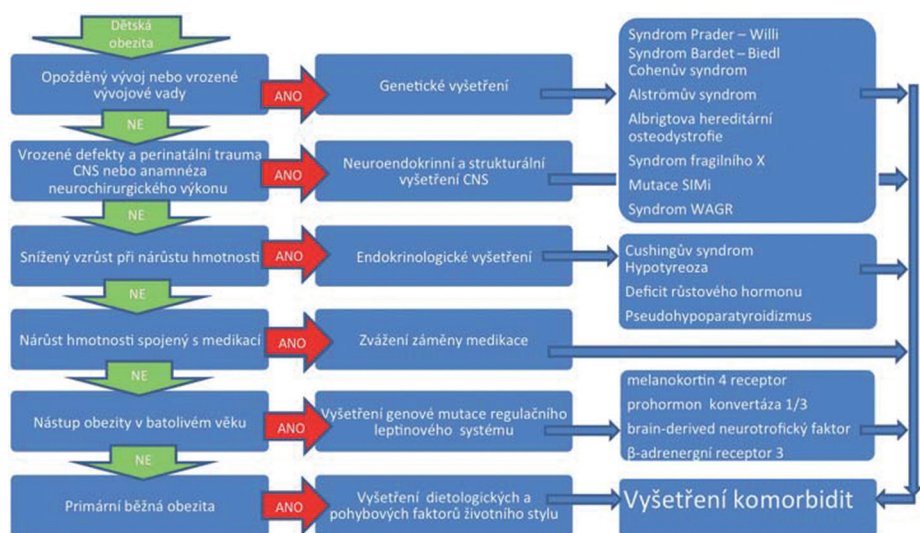 Dětská
obezita
Opožděný vývoj nebo vrozené
vývojové vady
ANO
Genetické vyšetření
Syndrom Prader – Willi
Syndrom Bardet – Biedl
Cohenův syndrom
Alströmův syndrom
Albrigtova hereditární
osteodystrofie
Syndrom fragilního X
Mutace SIMi
Syndrom WAGR
NE
Vrozené defekty a perinatální trauma
CNS nebo anamnéza
neurochirurgického výkonu
ANO
Neuroendokrinní a strukturální
vyšetření CNS
NE
Snížený vzrůst při nárůstu hmotnosti
ANO
Endokrinologické vyšetření
Cushingův syndrom
Hypotyreoza
Deficit růstového hormonu
Pseudohypoparatyroidizmus
NE
Nárůst hmotnosti spojený s medikací
ANO
Zvážení záměny medikace
NE
Nástup obezity v batolivém věku
ANO
Vyšetření genové mutace regulačního
leptinového systému
melanokortin 4 receptor
prohormon konvertáza 1/3
brain-derived neurotrofický faktor
β-adrenergní receptor 3
NE
Primární běžná obezita
ANO
Vyšetření dietologických a
pohybových faktorů životního stylu
Vyšetření komorbidit